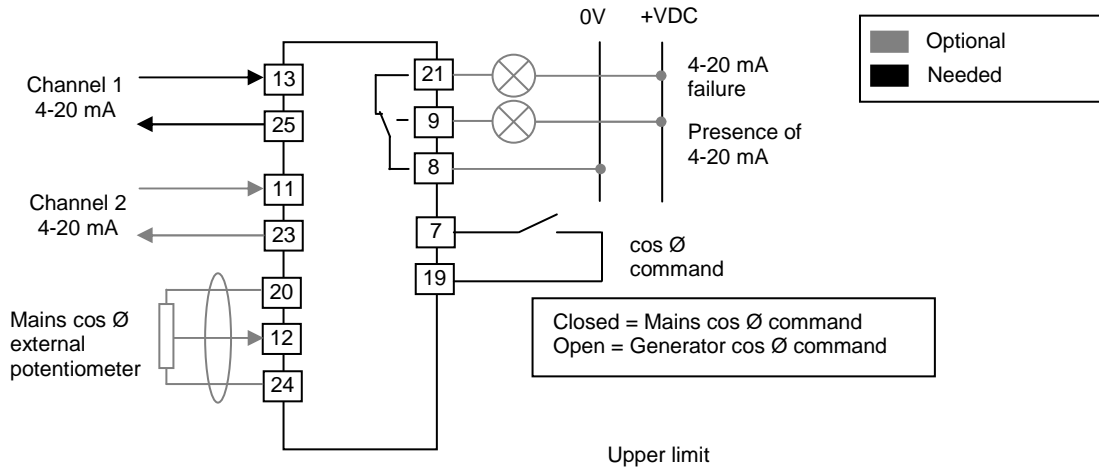 0V +VDC
Optional
Needed
Channel 1
4-20 mA
13
25
Channel 2
4-20 mA
11
23
Mains cos Ø
external
potentiometer
20
12
24
21
9
8
7
19
4-20 mA
failure
Presence of
4-20 mA
cos Ø
command
Closed = Mains cos Ø command
Open = Generator cos Ø command
Upper limit